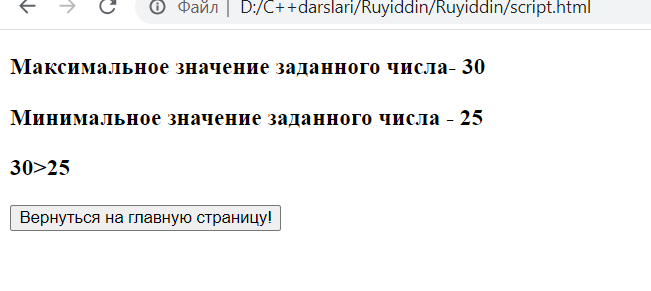 Файл | D:/C++darslari/Ruyiddin/Ruyiddin/script.html
Максимальное значение заданного числа- 30
Минимальное значение заданного числа - 25
30>25
Вернуться на главную страницу!